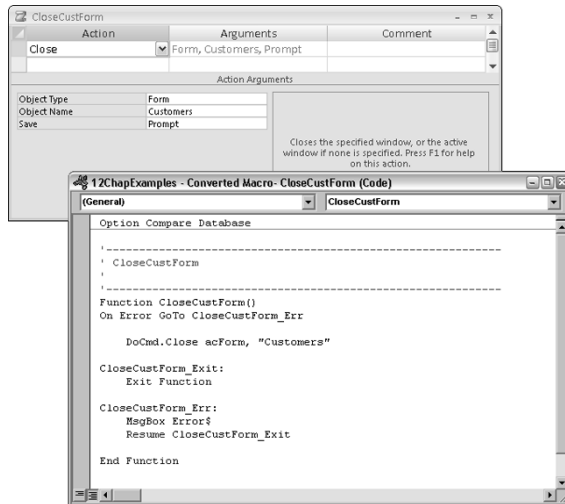 CloseCustForm
Action Arguments Comment
Close Form, Customers, Prompt
Action Arguments
Object Type Form
Object Name Customers
Save Prompt
Closes the specified window, or the active
window if none is specified. Press F1 for help
on this action.
12ChapExamples - Converted Macro- CloseCustForm (Code)
(General) CloseCustForm
Option Compare Database
'------------------------------------------------------------
' CloseCustForm
'
'------------------------------------------------------------
Function CloseCustForm()
On Error GoTo CloseCustForm_Err
DoCmd.Close acForm, "Customers"
CloseCustForm_Exit:
Exit Function
CloseCustForm_Err:
MsgBox Error$
Resume CloseCustForm_Exit
End Function